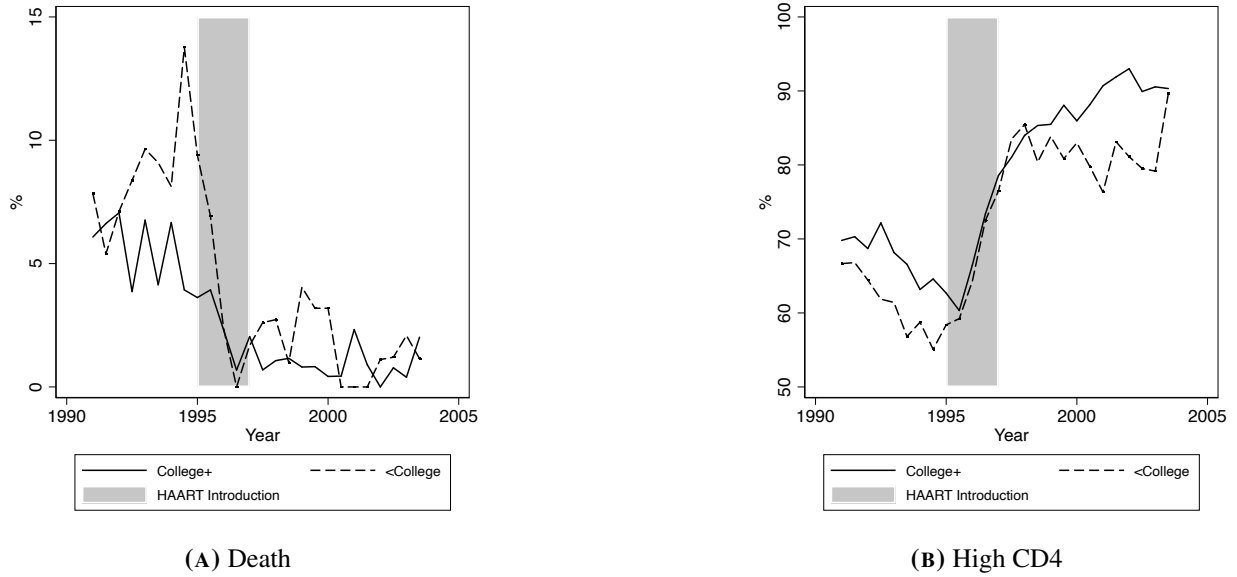 15
10
5
0
%
1990 1995 2000 2005
Year
College+ <College
HAART Introduction
(A) Death
100
90
80
70
60
50
%
1990 1995 2000 2005
Year
College+ <College
HAART Introduction
(B) High CD4